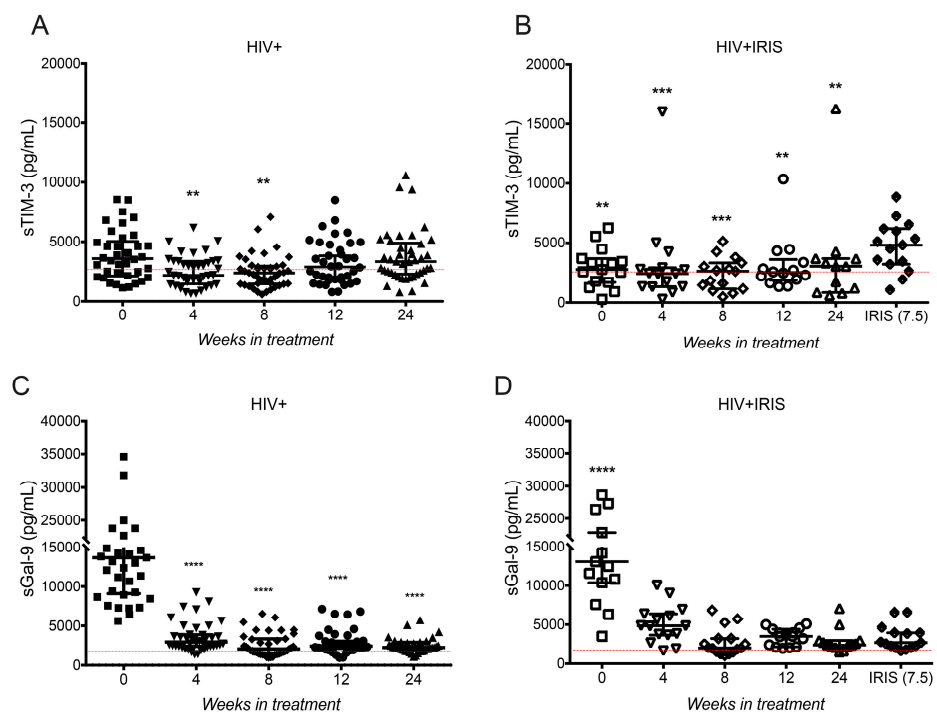 A
HIV+
sTIM-3 (pg/mL)
20000
15000
10000
5000
0
** **
0 4 8 12 24
Weeks in treatment
B
HIV+IRIS
sTIM-3 (pg/mL)
20000
15000
10000
5000
0
** *** *** ** **
0 4 8 12 24 IRIS (7.5)
Weeks in treatment
C
HIV+
sGal-9 (pg/mL)
40000
35000
30000
25000
15000
10000
5000
0
**** **** **** ****
0 4 8 12 24
Weeks in treatment
D
HIV+IRIS
sGal-9 (pg/mL)
40000
35000
30000
25000
15000
10000
5000
0
****
0 4 8 12 24 IRIS (7.5)
Weeks in treatment